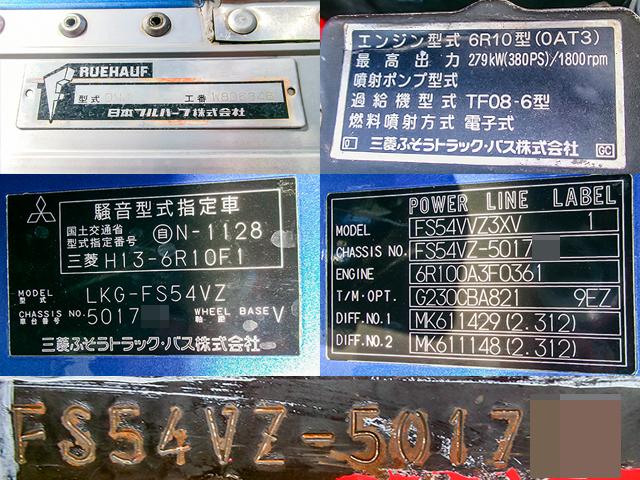 FRUEHAUF
型式
工番
日本フルハーフ株式会社
エンジン型式 6R10型(0AT3)
最高出力 279kW(380PS)/1800rpm
噴射ポンプ型式
過給機型式 TF08-6型
燃料噴射方式 電子式
0 三菱ふそうトラック・バス株式会社 GC
騒音型式指定車
国土交通省
型式指定番号 自N-1128
三菱 H13-6R10F1
MODEL
型式 LKG-FS54VZ
CHASSIS NO. 5017 WHEEL BASE V
車台番号 軸距
三菱ふそうトラック・バス株式会社
POWER LINE LABEL
MODEL FS54VVZ3XV 1
CHASSIS NO. FS54VZ-5017
ENGINE 6R100A3F0361
T/M.OPT. G230CBA821 9EZ
DIFF.NO.1 MK611429(2.312)
DIFF.NO.2 MK611148(2.312)
FS54VZ-5017